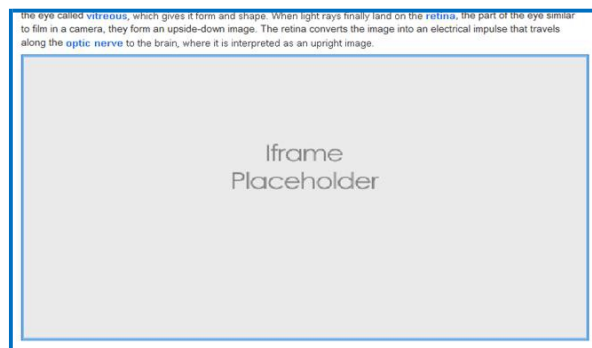 the eye called vitreous, which gives it form and shape. When light rays finally land on the retina, the part of the eye similar
to film in a camera, they form an upside-down image. The retina converts the image into an electrical impulse that travels
along the optic nerve to the brain, where it is interpreted as an upright image.
Iframe
Placeholder